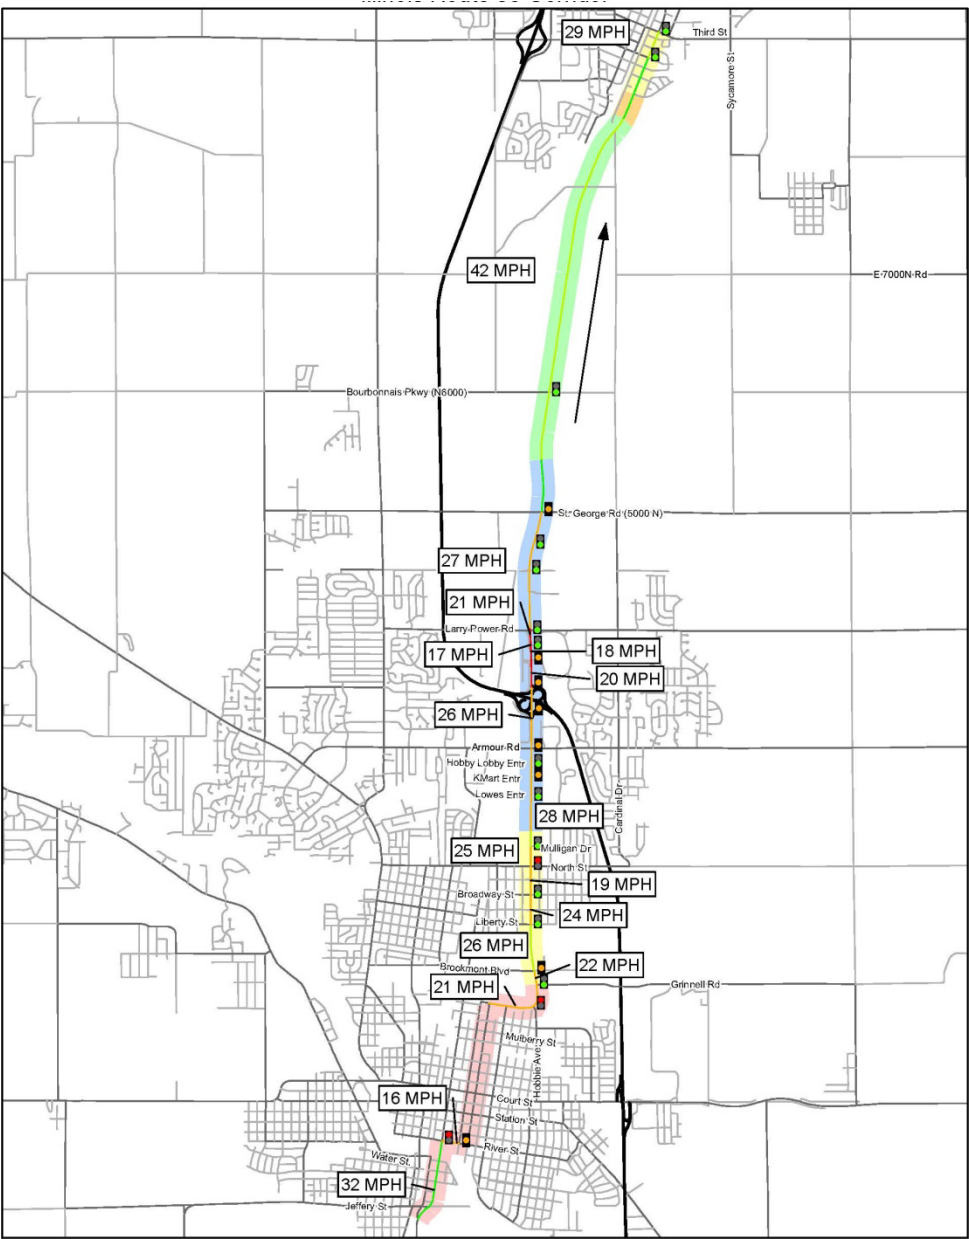 29 MPH
Third St
Sycamore St
42 MPH
E 7000N Rd
Bourbonnais Pkwy (N6000)
St. George Rd (5000 N)
27 MPH
21 MPH
Larry Power Rd
17 MPH
18 MPH
20 MPH
26 MPH
Armour Rd
Hobby Lobby Entr
KMart Entr
Lowes Entr
Cardinal Dr
28 MPH
25 MPH
Mulligan Dr
North St
19 MPH
Broadway St
24 MPH
Liberty St
26 MPH
22 MPH
Brockmont Blvd
21 MPH
Grinnell Rd
Mulberry St
Hobbie Ave
16 MPH
Court St
Station St
River St
Water St.
32 MPH
Jeffery St